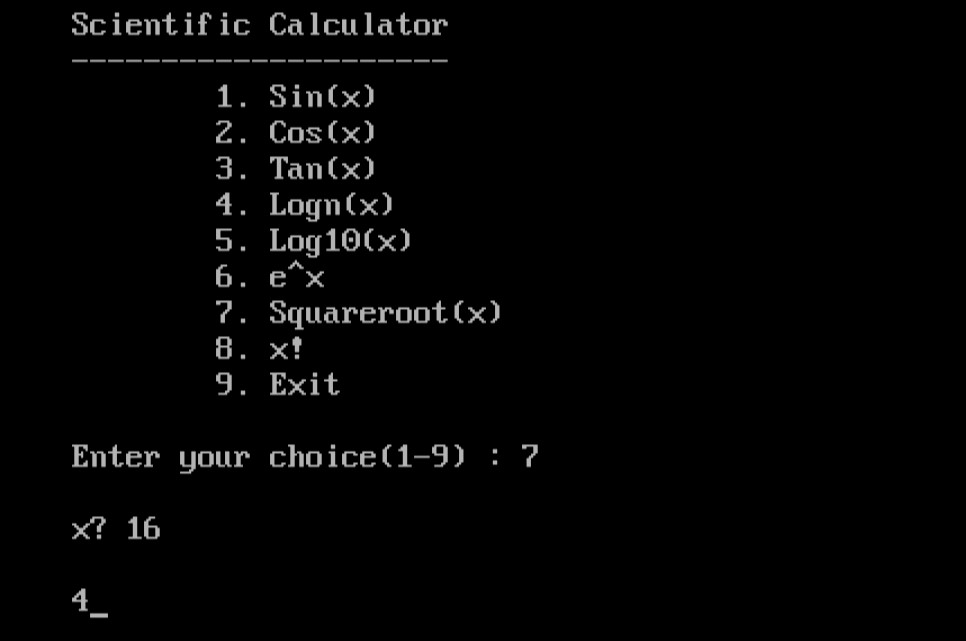 Scientific Calculator
---------------------
1. Sin(x)
2. Cos(x)
3. Tan(x)
4. Logn(x)
5. Log10(x)
6. e^x
7. Squareroot(x)
8. x!
9. Exit
Enter your choice(1-9) : 7
x? 16
4_